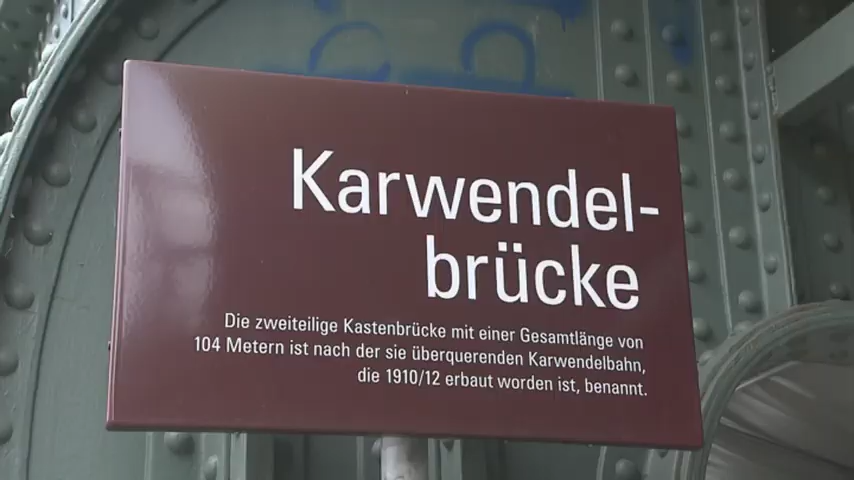 Karwendel-
brücke
Die zweiteilige Kastenbrücke mit einer Gesamtlänge von
104 Metern ist nach der sie überquerenden Karwendelbahn,
die 1910/12 erbaut worden ist, benannt.